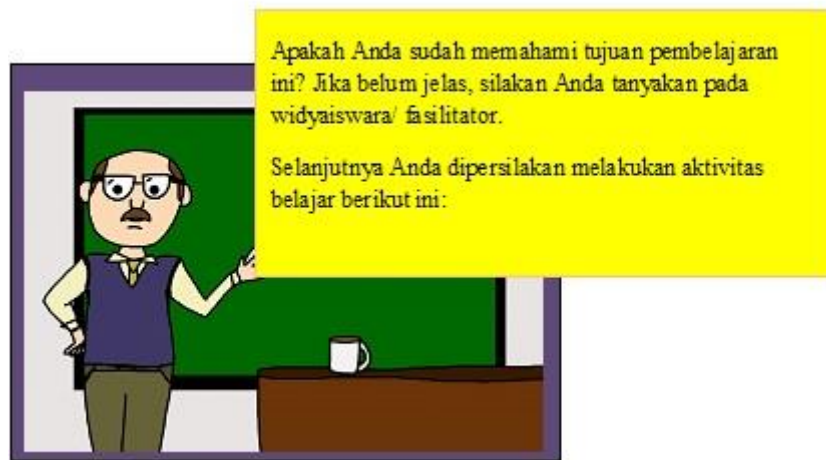 Apakah Anda sudah memahami tujuan pembelajaran
ini? Jika belum jelas, silakan Anda tanyakan pada
widyaiswara/ fasilitator.
Selanjutnya Anda dipersilakan melakukan aktivitas
belajar berikut ini: